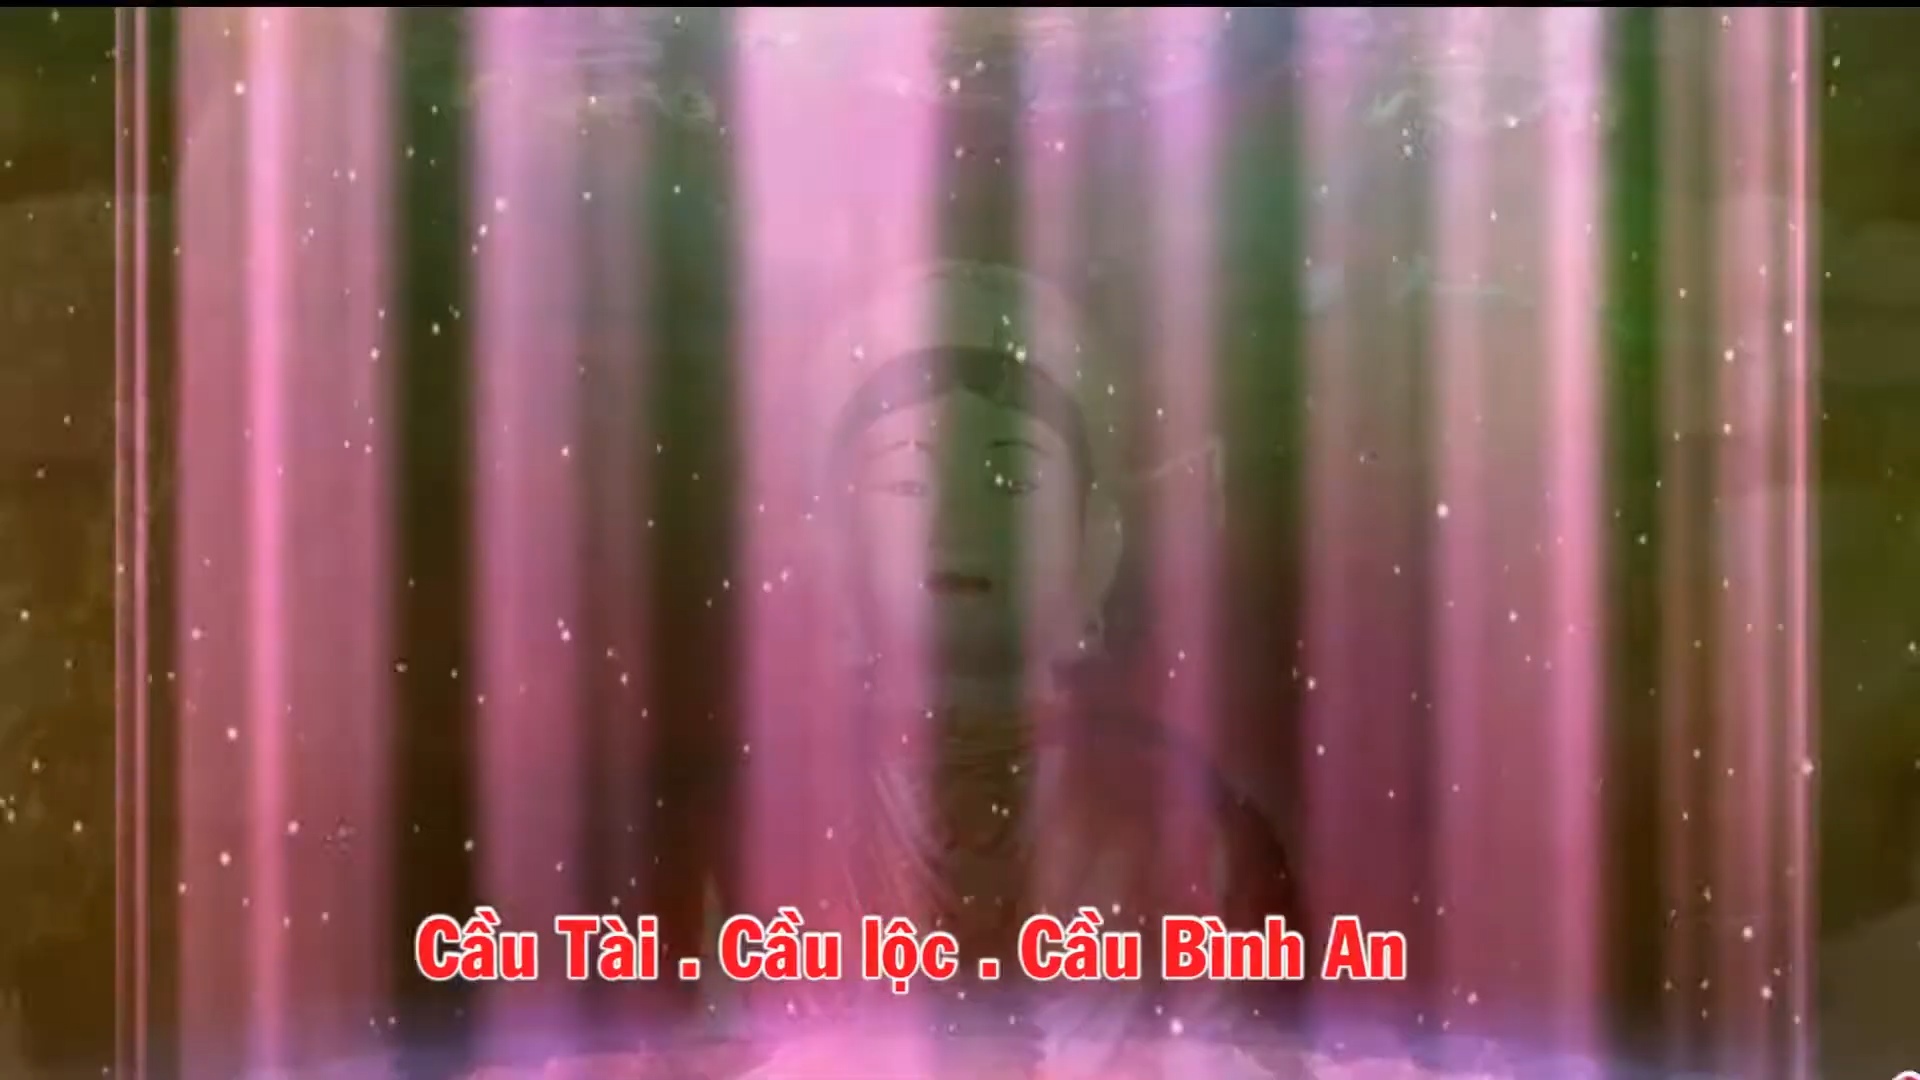 Cầu Tài . Cầu lộc . Cầu Bình An